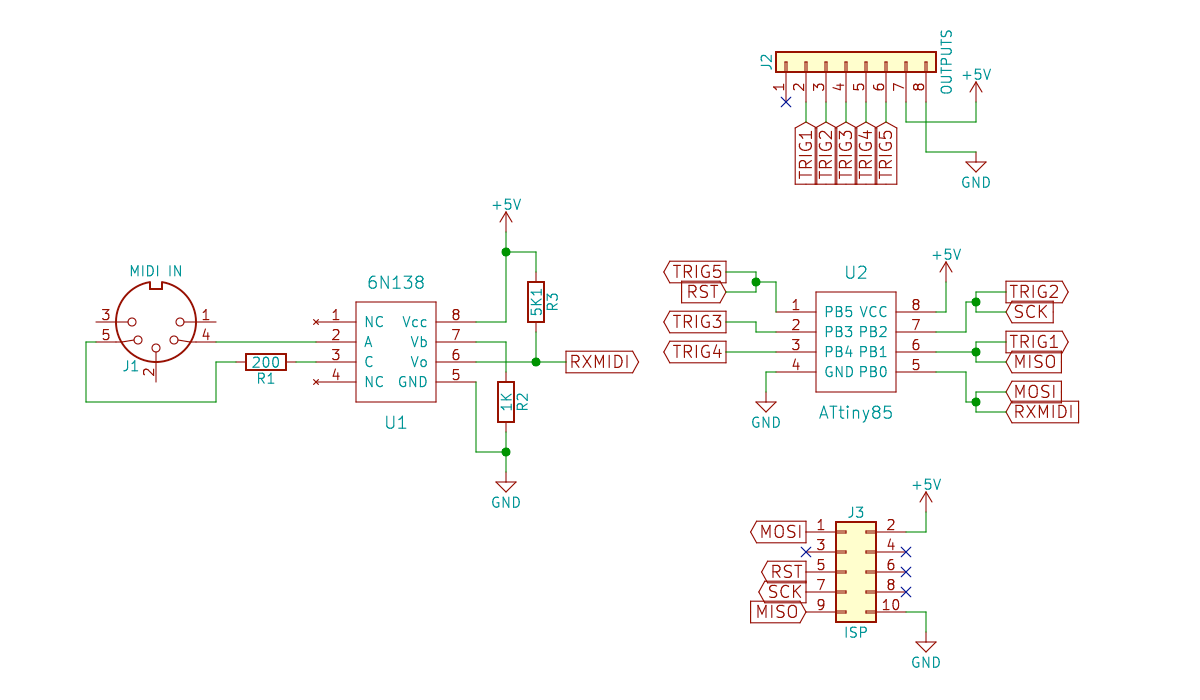 J2
OUTPUTS
1 2 3 4 5 6 7 8
+5V
TRIG1
TRIG2
TRIG3
TRIG4
TRIG5
GND
MIDI IN
3 1
5 4
2
J1
200
R1
6N138
1 NC Vcc 8
2 A Vb 7
3 C Vo 6
4 NC GND 5
U1
+5V
5K1
R3
RXMIDI
1K
R2
GND
U2
+5V
TRIG5
RST
TRIG3
TRIG4
1 PB5 VCC 8
2 PB3 PB2 7
3 PB4 PB1 6
4 GND PB0 5
GND
ATtiny85
TRIG2
SCK
TRIG1
MISO
MOSI
RXMIDI
J3
+5V
MOSI 1 2
3 4
RST 5 6
SCK 7 8
MISO 9 10
ISP
GND